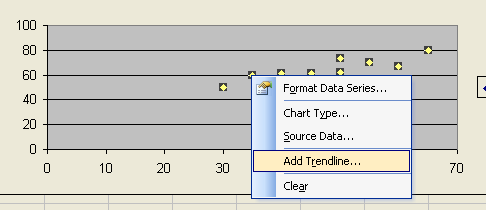 100
80
60
40
20
0
0 10 20 30 70
Format Data Series...
Chart Type...
Source Data...
Add Trendline...
Clear